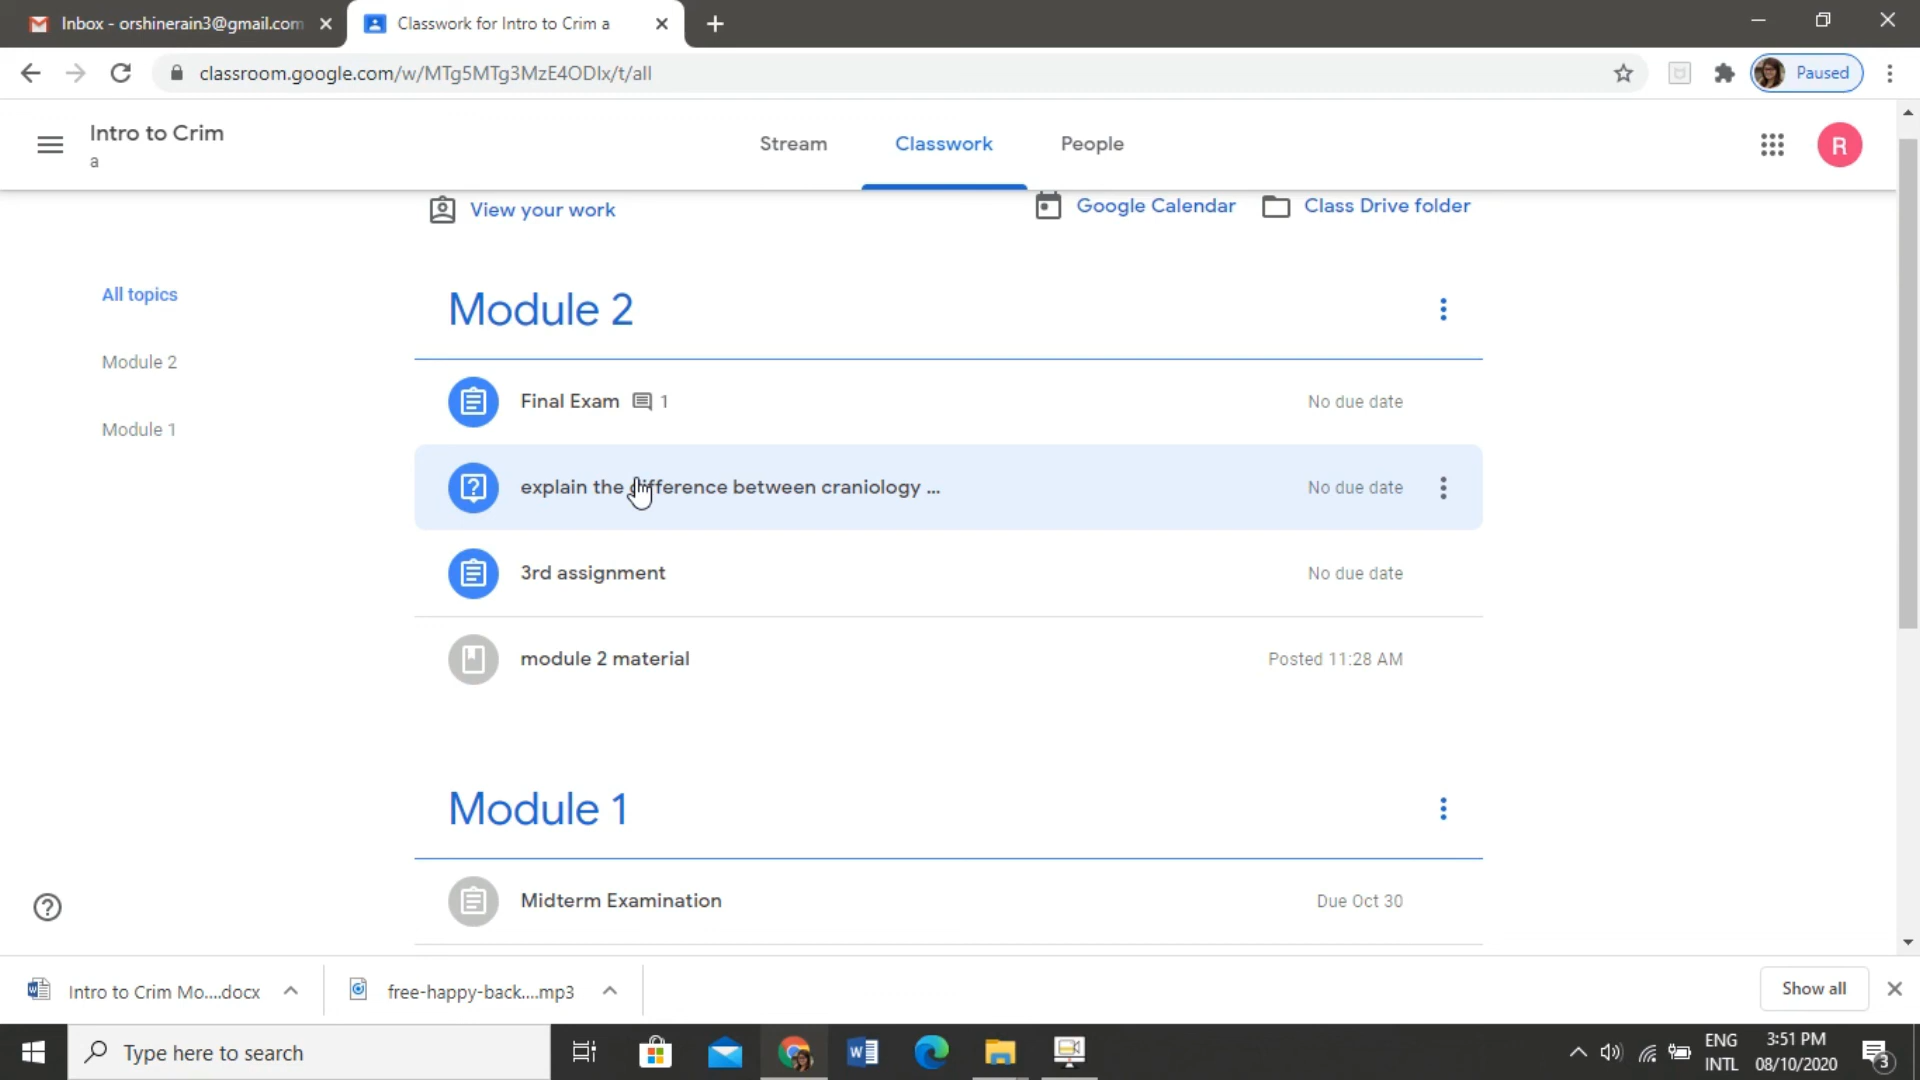 Inbox - orshinerain3@gmail.com
Classwork for Intro to Crim a
classroom.google.com/w/MTg5MTg3MzE4ODIx/t/all
Paused
Intro to Crim
a
Stream
Classwork
People
R
View your work
Google Calendar
Class Drive folder
All topics
Module 2
Module 1
Module 2
Final Exam 1
No due date
explain the difference between craniology ...
No due date
3rd assignment
No due date
module 2 material
Posted 11:28 AM
Module 1
Midterm Examination
Due Oct 30
Intro to Crim Mo....docx
free-happy-back....mp3
Show all
Type here to search
ENG
INTL
3:51 PM
08/10/2020
3